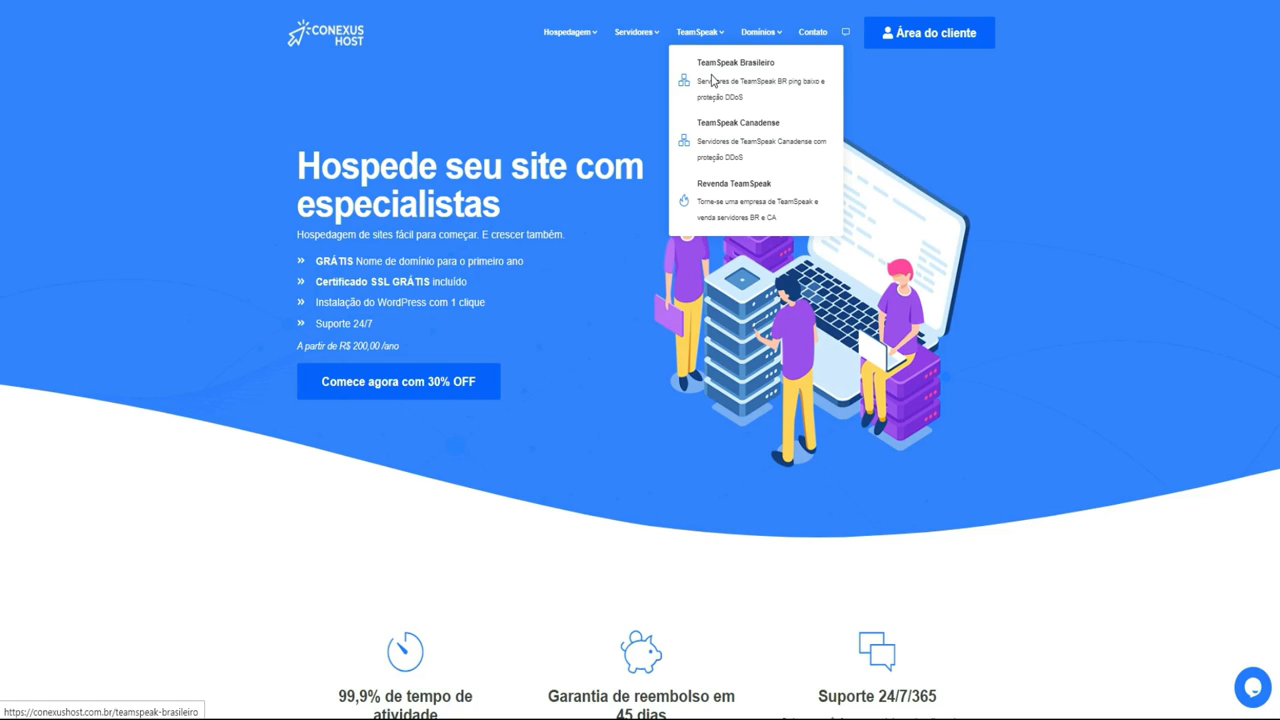 CONEXUS
HOST
Hospedagem
Servidores
TeamSpeak
Domínios
Contato
Área do cliente
TeamSpeak Brasileiro
Servidores de TeamSpeak BR ping baixo e
proteção DDoS
TeamSpeak Canadense
Servidores de TeamSpeak Canadense com
proteção DDoS
Revenda TeamSpeak
Torne-se uma empresa de TeamSpeak e
venda servidores BR e CA
Hospede seu site com
especialistas
Hospedagem de sites fácil para começar. E crescer também.
» GRÁTIS Nome de domínio para o primeiro ano
» Certificado SSL GRÁTIS incluído
» Instalação do WordPress com 1 clique
» Suporte 24/7
A partir de R$ 200,00 /ano
Comece agora com 30% OFF
99,9% de tempo de
atividade
Garantia de reembolso em
45 dias
Suporte 24/7/365
https://conexushost.com.br/teamspeak-brasileiro